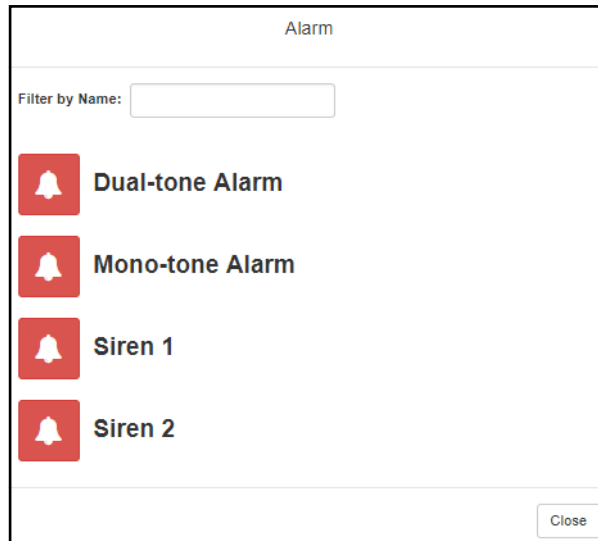 Alarm
Filter by Name:
Dual-tone Alarm
Mono-tone Alarm
Siren 1
Siren 2
Close